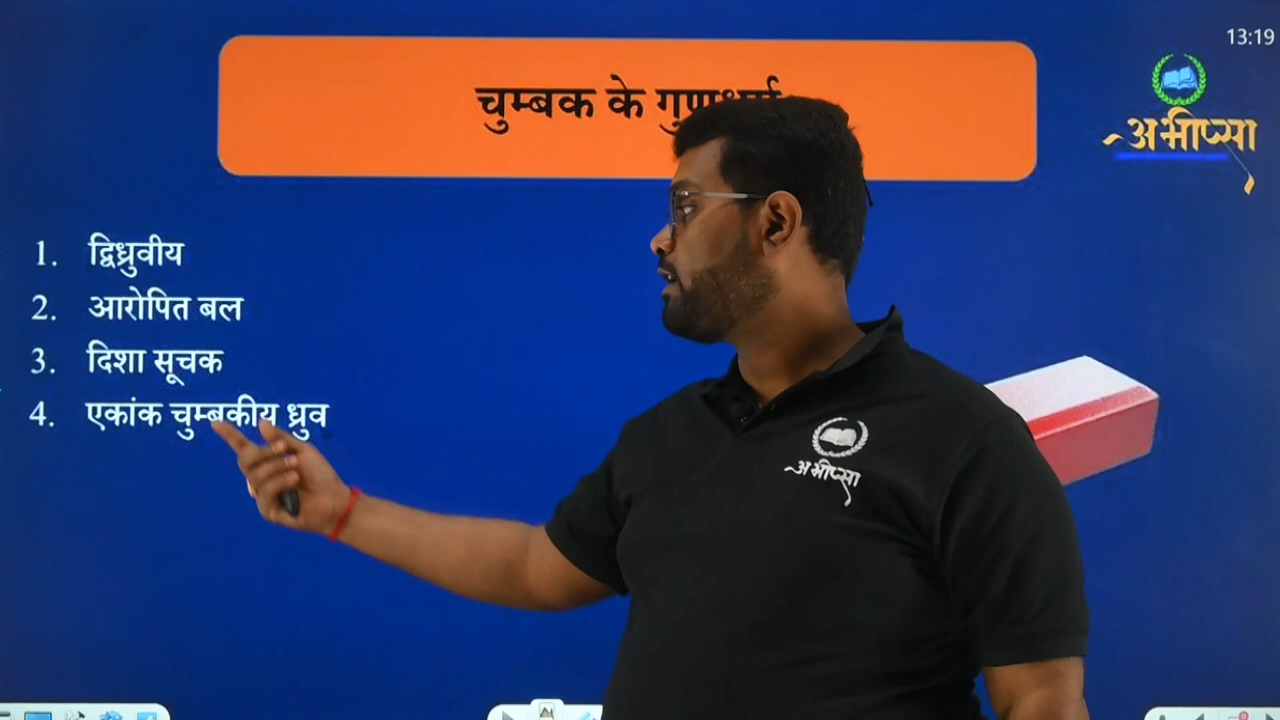 13:19
चुम्बक के
अभीप्सा
1. द्विध्रुवीय
2. आरोपित बल
3. दिशा सूचक
4. एकांक चुम्बकीय ध्रुव
अभीप्सा